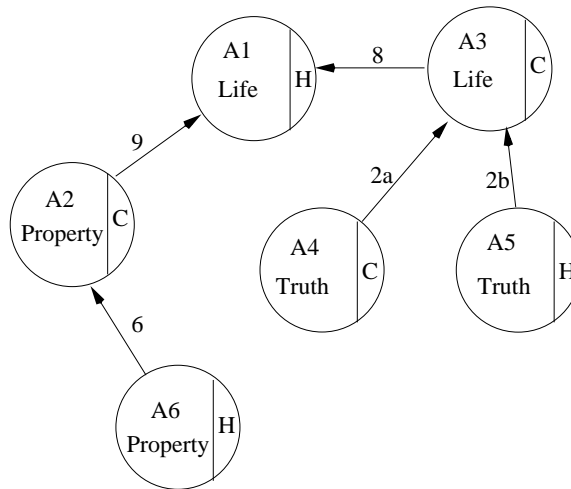 A1
Life
H
8
A3
Life
C
9
2a
2b
A2
Property
C
A4
Truth
C
A5
Truth
H
6
A6
Property
H